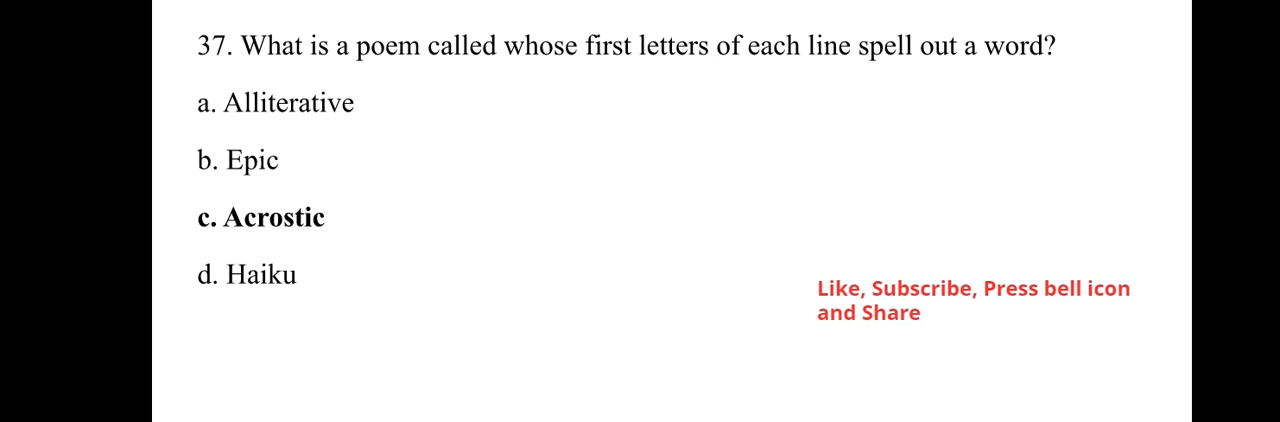 37. What is a poem called whose first letters of each line spell out a word?
a. Alliterative
b. Epic
c. Acrostic
d. Haiku
Like, Subscribe, Press bell icon
and Share